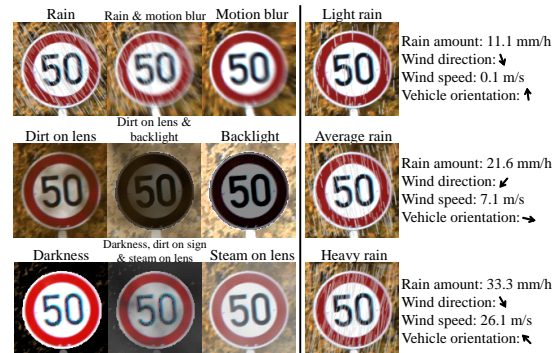 Rain
Rain & motion blur
Motion blur
50
50
50
Dirt on lens
Dirt on lens &
backlight
Backlight
50
50
50
Darkness
Darkness, dirt on sign
& steam on lens
Steam on lens
50
50
50
Light rain
50
Rain amount: 11.1 mm/h
Wind direction:
Wind speed: 0.1 m/s
Vehicle orientation:
Average rain
50
Rain amount: 21.6 mm/h
Wind direction:
Wind speed: 7.1 m/s
Vehicle orientation:
Heavy rain
50
Rain amount: 33.3 mm/h
Wind direction:
Wind speed: 26.1 m/s
Vehicle orientation: